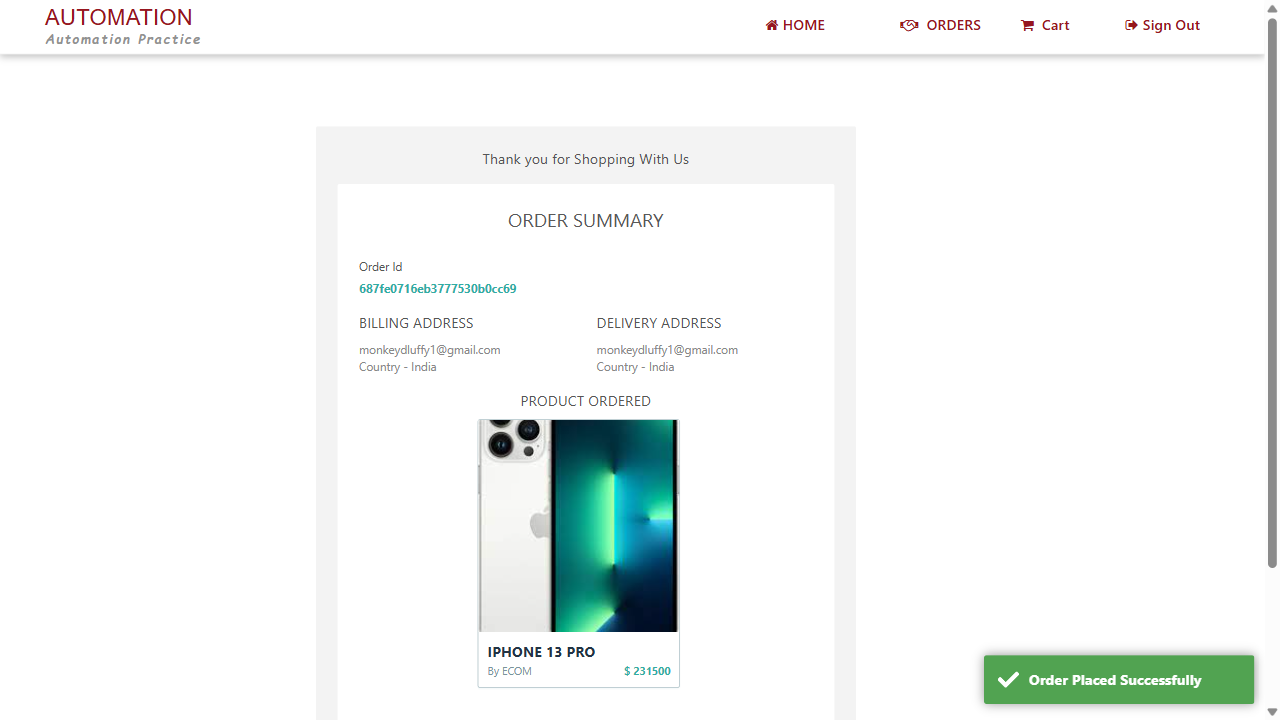 AUTOMATION
Automation Practice
HOME
ORDERS
Cart
Sign Out
Thank you for Shopping With Us
ORDER SUMMARY
Order Id
687fe0716eb3777530b0cc69
BILLING ADDRESS
DELIVERY ADDRESS
monkeydluffy1@gmail.com
monkeydluffy1@gmail.com
Country - India
Country - India
PRODUCT ORDERED
IPHONE 13 PRO
By ECOM
$ 231500
Order Placed Successfully